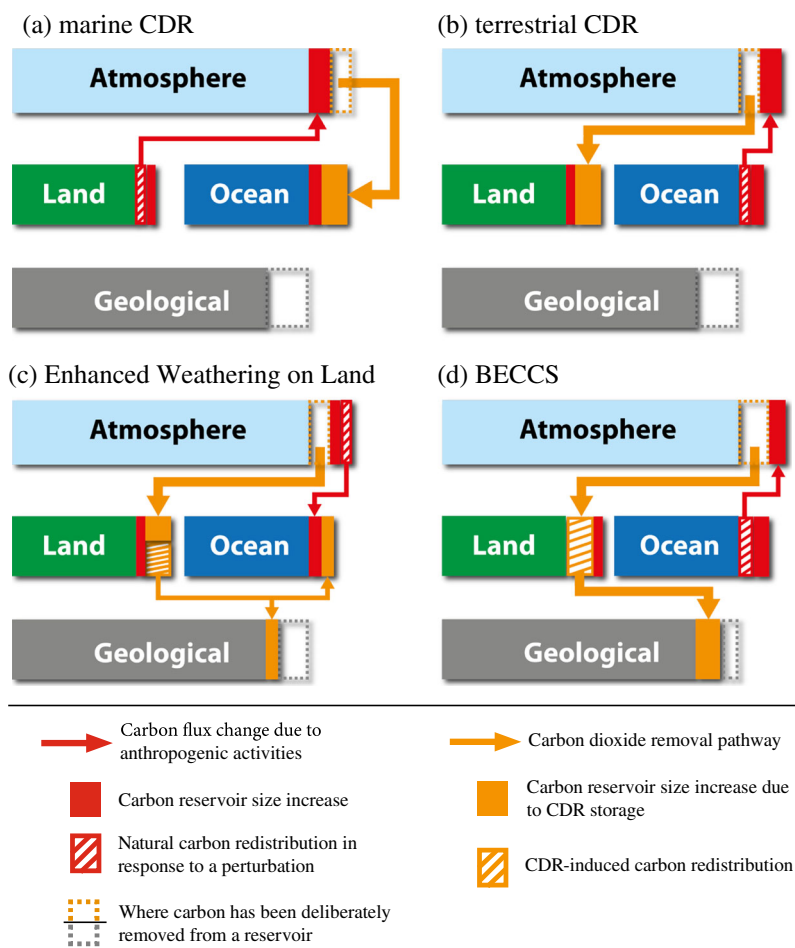 (a) marine CDR
(b) terrestrial CDR
Atmosphere
Atmosphere
Land
Ocean
Land
Ocean
Geological
Geological
(c) Enhanced Weathering on Land
(d) BECCS
Atmosphere
Atmosphere
Land
Ocean
Land
Ocean
Geological
Geological
Carbon flux change due to
anthropogenic activities
Carbon reservoir size increase
Natural carbon redistribution in
response to a perturbation
Where carbon has been deliberately
removed from a reservoir
Carbon dioxide removal pathway
Carbon reservoir size increase due
to CDR storage
CDR-induced carbon redistribution